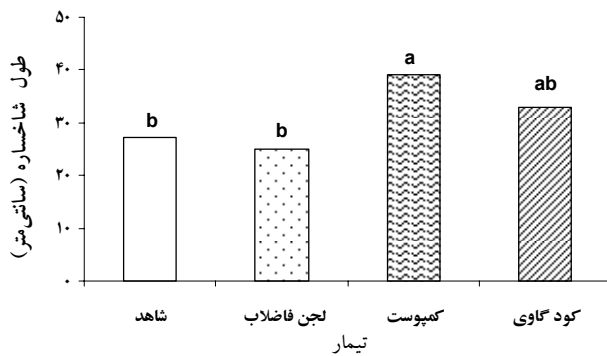 طول شاخساره (سانتی‌متر)
۵۰
۴۰
۳۰
۲۰
۱۰
۰
b
b
a
ab
شاهد
لجن فاضلاب
کمپوست
کود گاوی
تیمار